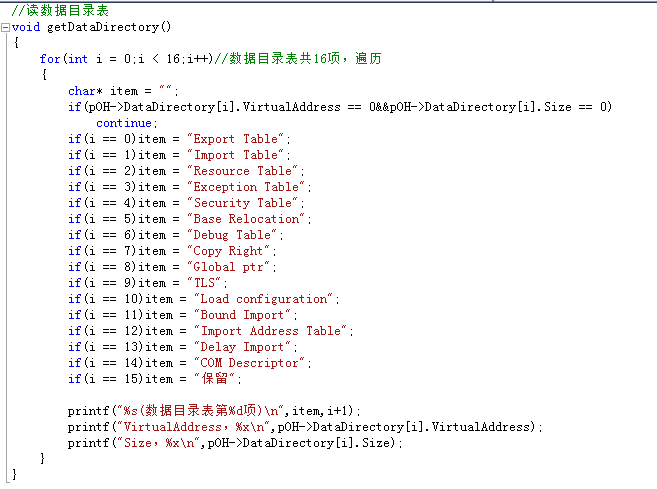 //读数据目录表
void getDataDirectory()
{
    for(int i = 0;i < 16;i++)//数据目录表共16项，遍历
    {
        char* item = "";
        if(pOH->DataDirectory[i].VirtualAddress == 0&&pOH->DataDirectory[i].Size == 0)
            continue;
        if(i == 0)item = "Export Table";
        if(i == 1)item = "Import Table";
        if(i == 2)item = "Resource Table";
        if(i == 3)item = "Exception Table";
        if(i == 4)item = "Security Table";
        if(i == 5)item = "Base Relocation";
        if(i == 6)item = "Debug Table";
        if(i == 7)item = "Copy Right";
        if(i == 8)item = "Global ptr";
        if(i == 9)item = "TLS";
        if(i == 10)item = "Load configuration";
        if(i == 11)item = "Bound Import";
        if(i == 12)item = "Import Address Table";
        if(i == 13)item = "Delay Import";
        if(i == 14)item = "COM Descriptor";
        if(i == 15)item = "保留";

        printf("%s(数据目录表第%d项)\n",item,i+1);
        printf("VirtualAddress，%x\n",pOH->DataDirectory[i].VirtualAddress);
        printf("Size，%x\n",pOH->DataDirectory[i].Size);
    }
}